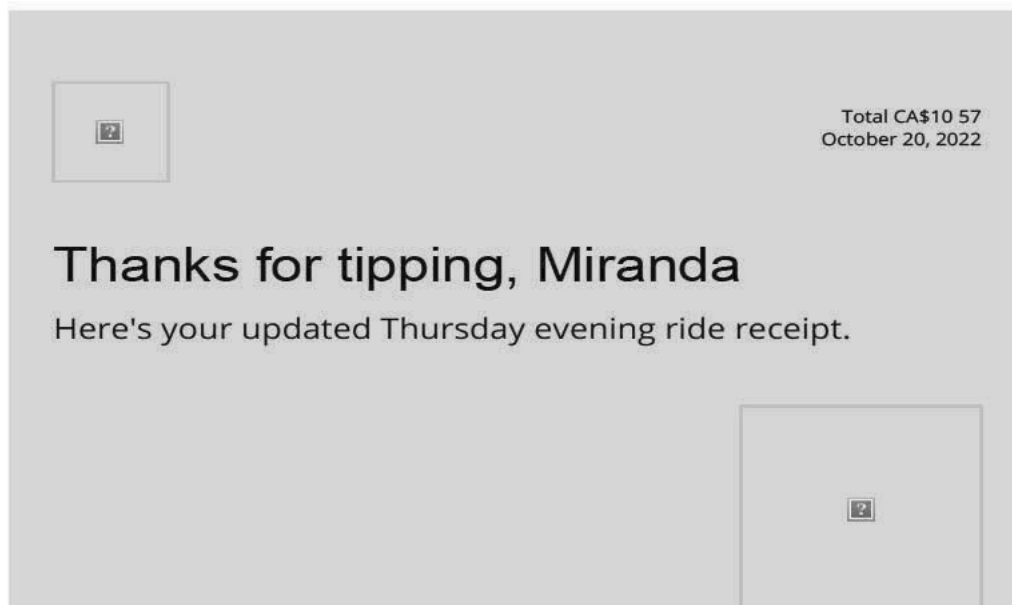 Total CA$10 57
October 20, 2022
Thanks for tipping, Miranda
Here's your updated Thursday evening ride receipt.